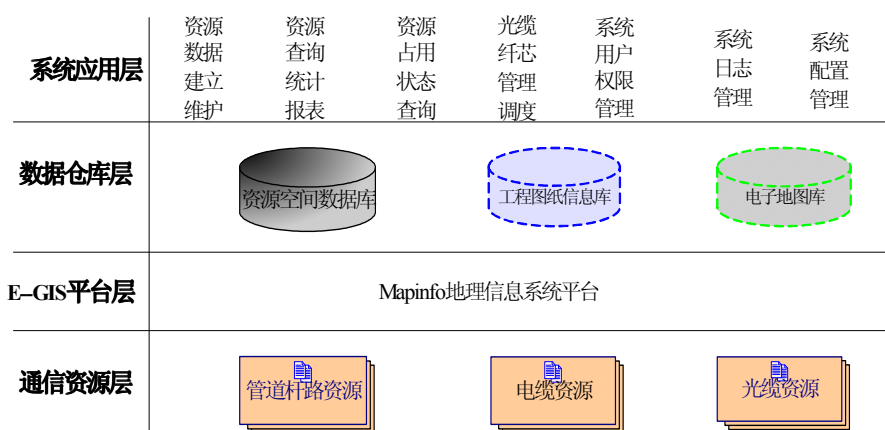 系统应用层
资源
数据
建立
维护
资源
查询
统计
报表
资源
占用
状态
查询
光缆
纤芯
管理
调度
系统
用户
权限
管理
系统
日志
管理
系统
配置
管理
数据仓库层
资源空间数据库
工程图纸信息库
电子地图库
E–GIS平台层
Mapinfo地理信息系统平台
通信资源层
管道杆路资源
电缆资源
光缆资源